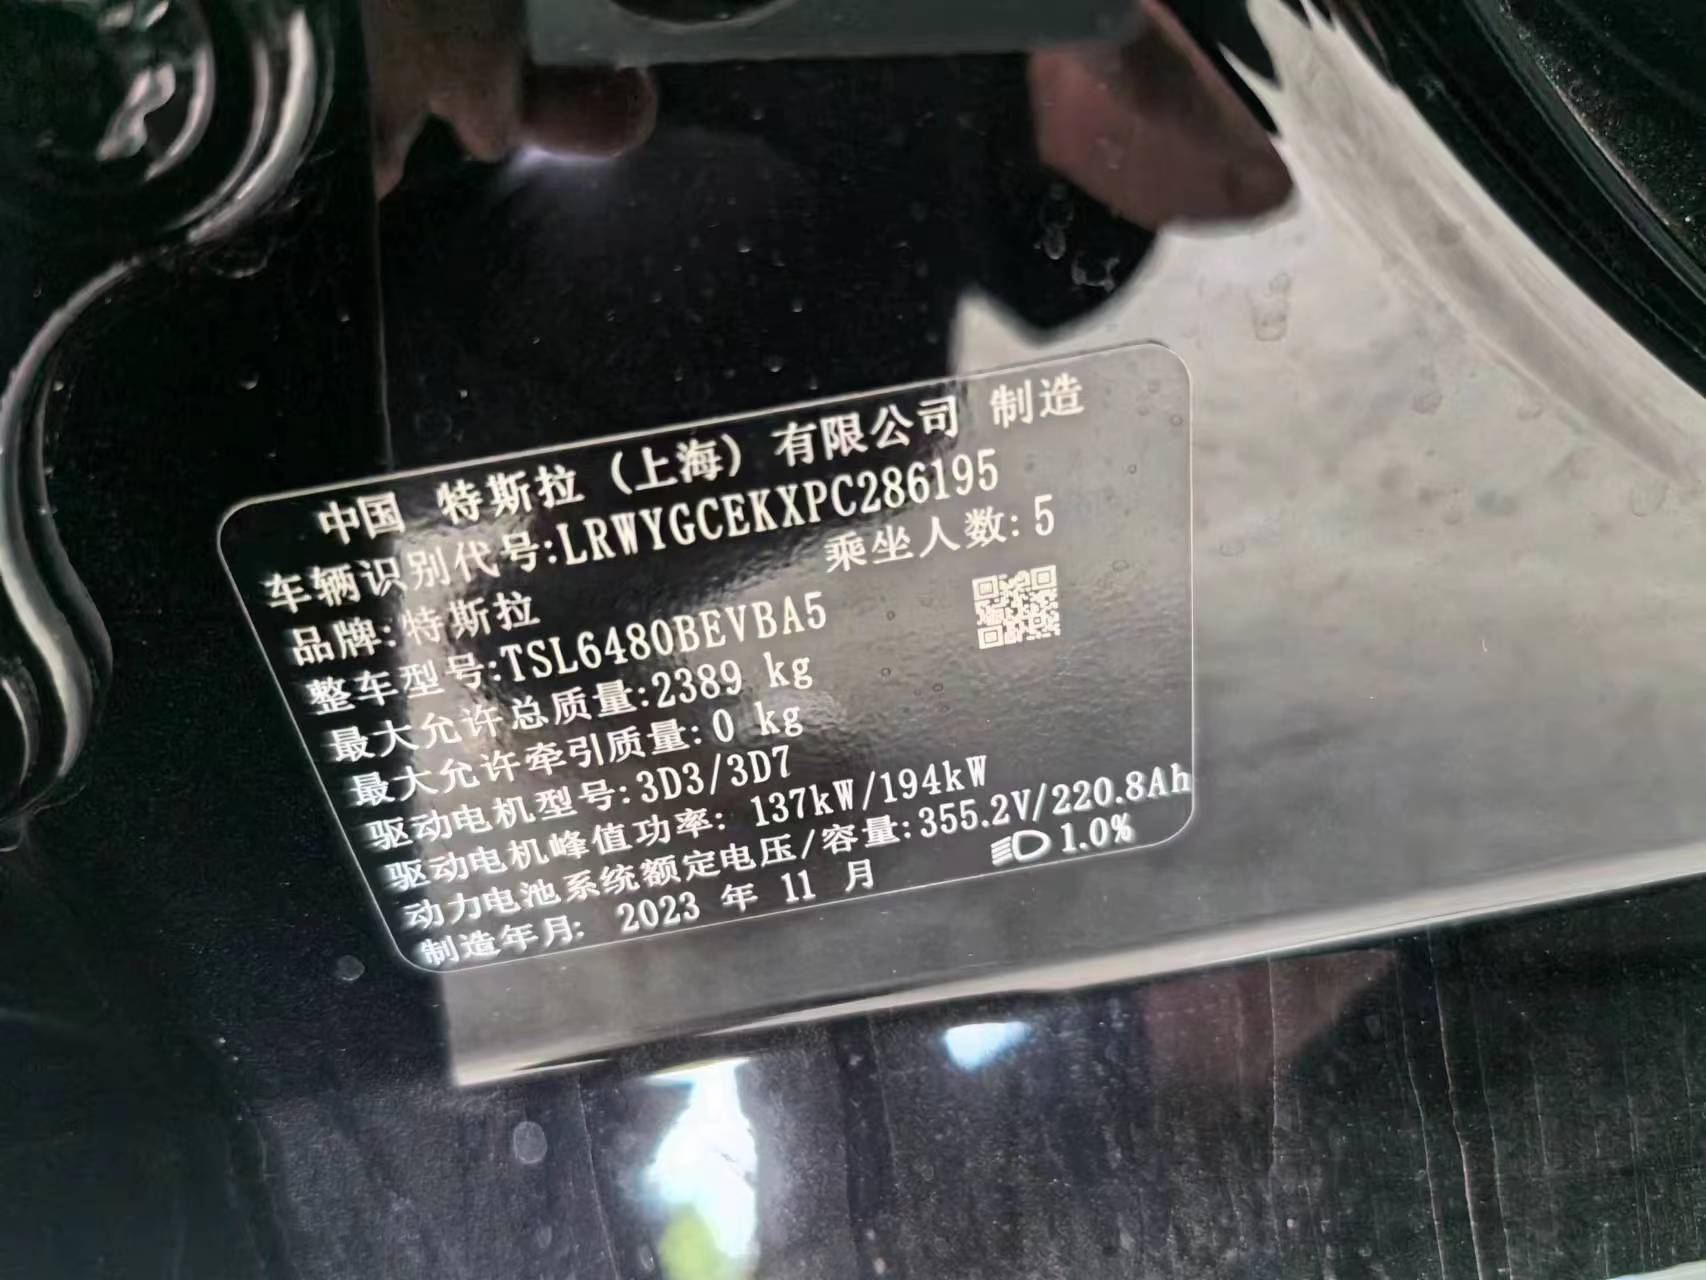 中国 特斯拉(上海)有限公司 制造
车辆识别代号:LRWYGCEKXPC286195
品牌:特斯拉 乘坐人数:5
整车型号:TSL6480BEVBA5
最大允许总质量:2389 kg
最大允许牵引质量:0 kg
驱动电机型号:3D3/3D7
驱动电机峰值功率: 137kW/194kW
动力电池系统额定电压/容量:355.2V/220.8Ah
制造年月: 2023 年 11 月 1.0%